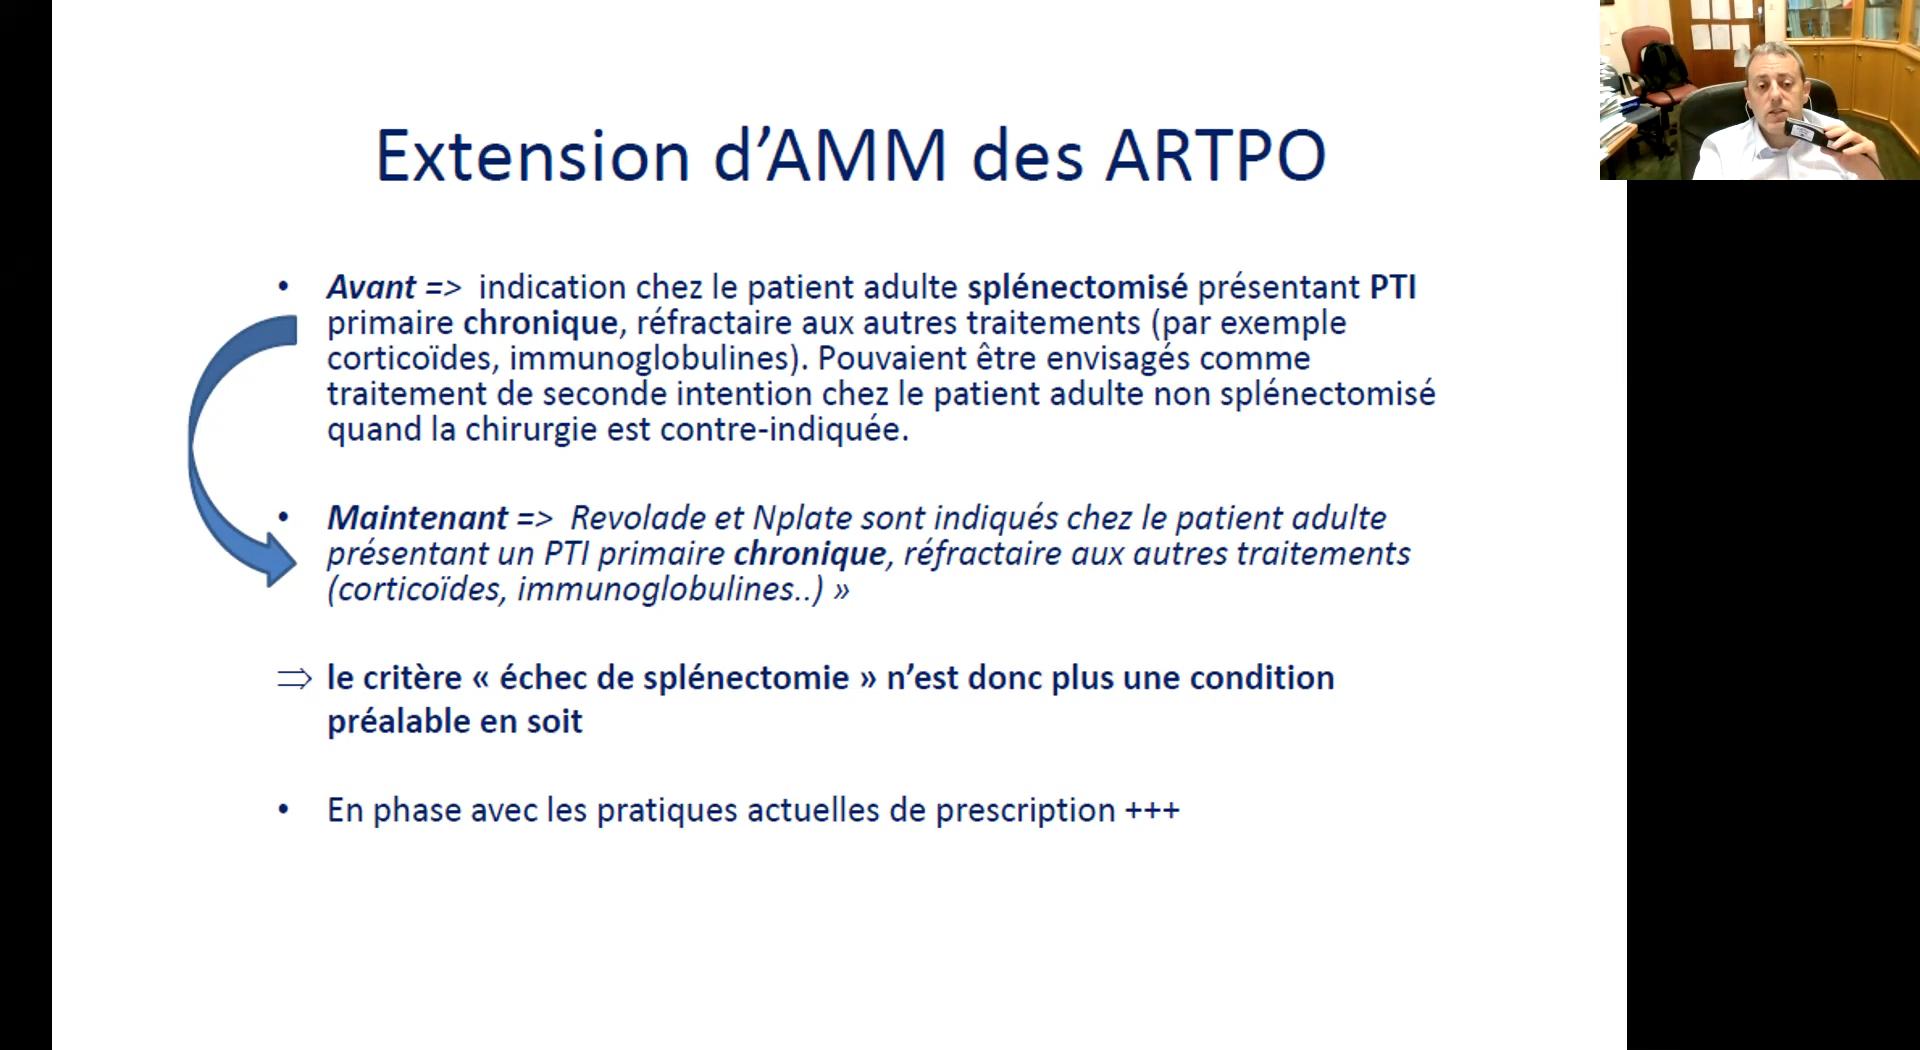 Extension d’AMM des ARTPO
• Avant => indication chez le patient adulte splénectomisé présentant PTI
primaire chronique, réfractaire aux autres traitements (par exemple
corticoïdes, immunoglobulines). Pouvaient être envisagés comme
traitement de seconde intention chez le patient adulte non splénectomisé
quand la chirurgie est contre-indiquée.
• Maintenant => Revolade et Nplate sont indiqués chez le patient adulte
présentant un PTI primaire chronique, réfractaire aux autres traitements
(corticoïdes, immunoglobulines..) »
⇒ le critère « échec de splénectomie » n’est donc plus une condition
préalable en soit
• En phase avec les pratiques actuelles de prescription +++